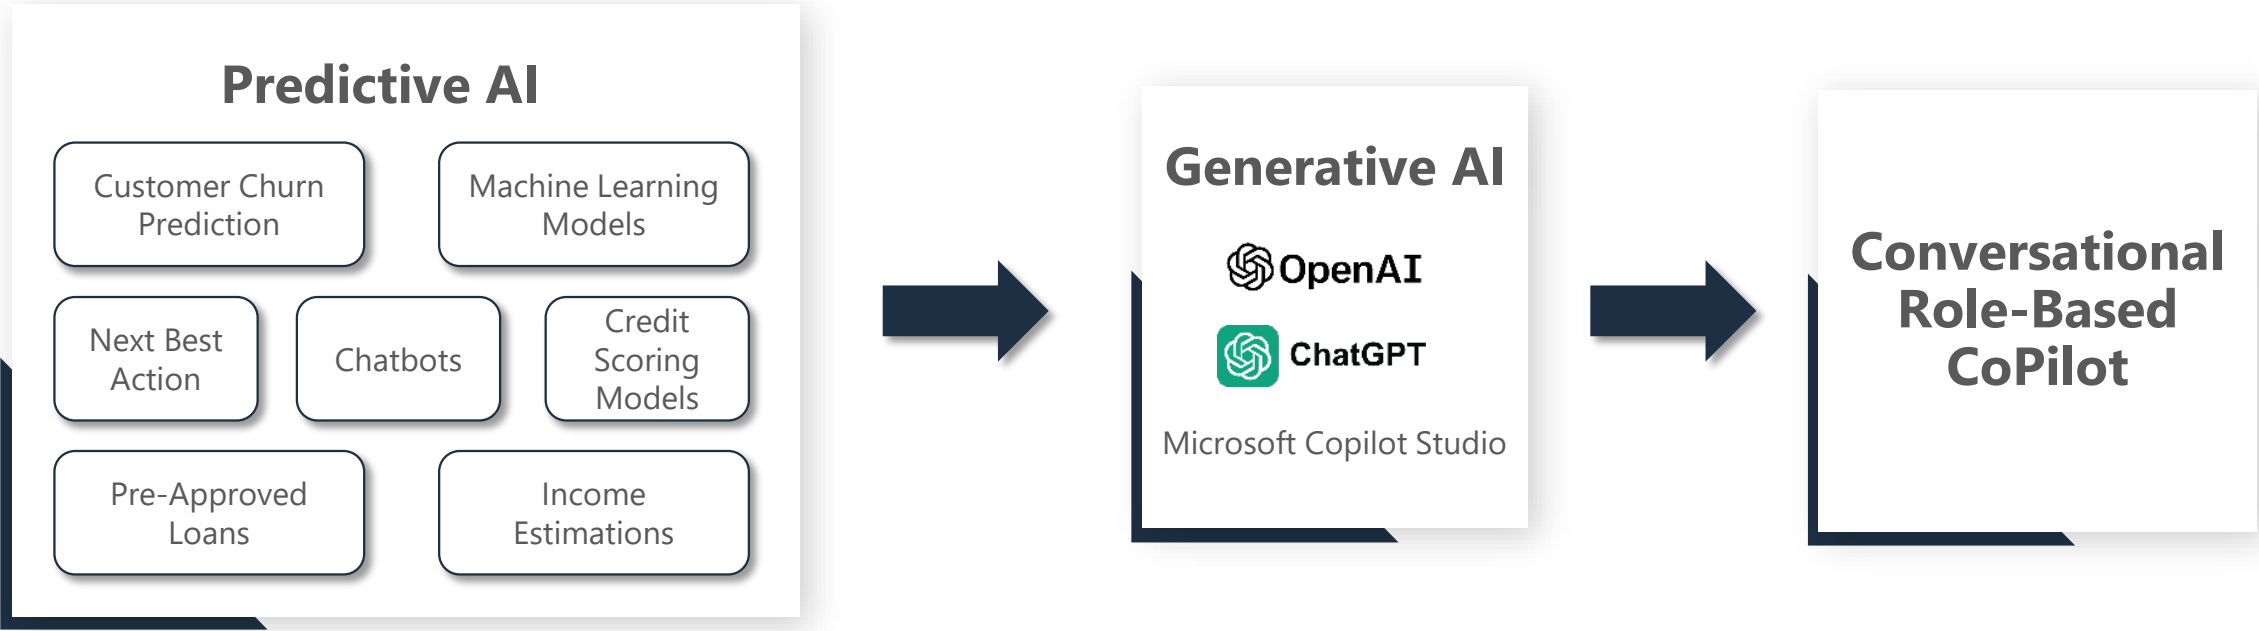 Predictive AI
Customer Churn
Prediction
Machine Learning
Models
Next Best
Action
Chatbots
Credit
Scoring
Models
Pre-Approved
Loans
Income
Estimations
Generative AI
OpenAI
ChatGPT
Microsoft Copilot Studio
Conversational
Role-Based
CoPilot